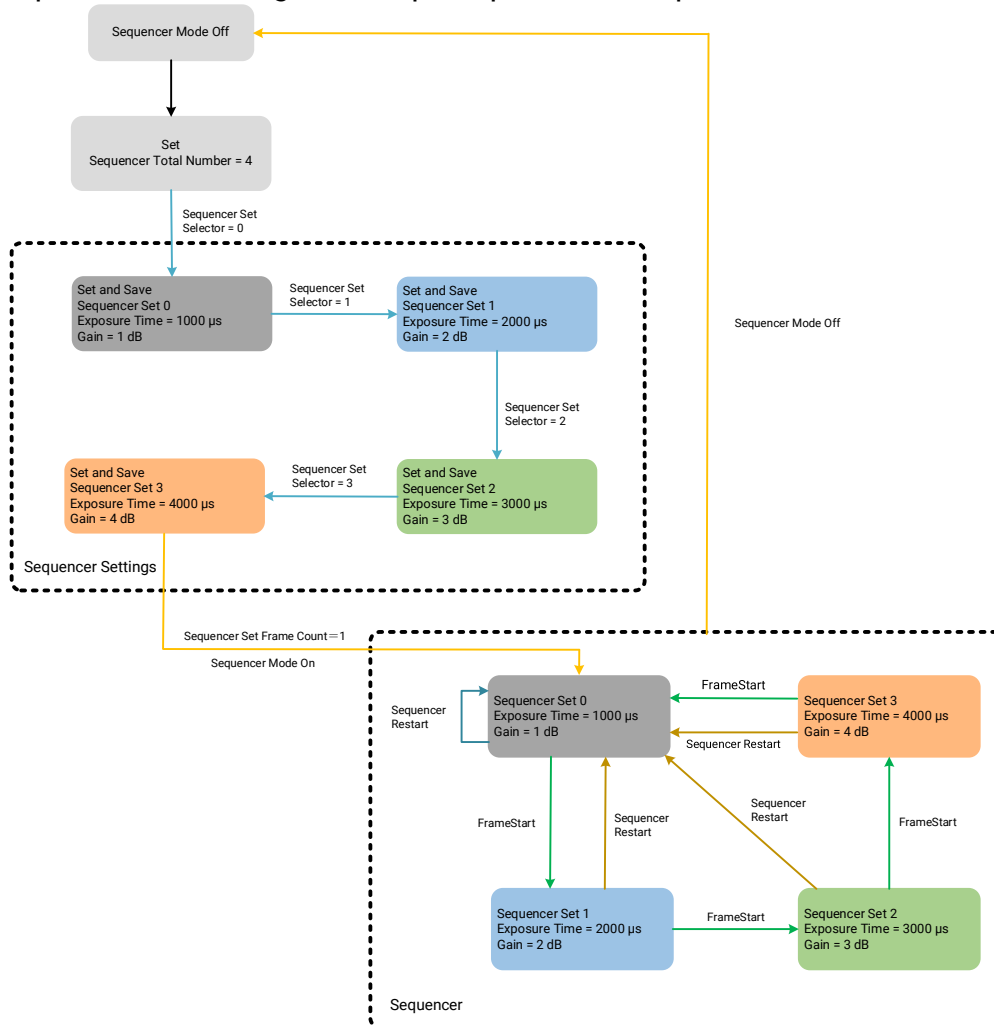 Sequencer Mode Off
Set
Sequencer Total Number = 4
Sequencer Set
Selector = 0
Set and Save
Sequencer Set 0
Exposure Time = 1000 µs
Gain = 1 dB
Sequencer Set
Selector = 1
Set and Save
Sequencer Set 1
Exposure Time = 2000 µs
Gain = 2 dB
Sequencer Mode Off
Sequencer Set
Selector = 2
Set and Save
Sequencer Set 3
Exposure Time = 4000 µs
Gain = 4 dB
Sequencer Set
Selector = 3
Set and Save
Sequencer Set 2
Exposure Time = 3000 µs
Gain = 3 dB
Sequencer Settings
Sequencer Set Frame Count=1
Sequencer Mode On
Sequencer
Restart
Sequencer Set 0
Exposure Time = 1000 µs
Gain = 1 dB
FrameStart
Sequencer Restart
Sequencer Set 3
Exposure Time = 4000 µs
Gain = 4 dB
FrameStart
Sequencer
Restart
Sequencer
Restart
FrameStart
Sequencer Set 1
Exposure Time = 2000 µs
Gain = 2 dB
FrameStart
Sequencer Set 2
Exposure Time = 3000 µs
Gain = 3 dB
Sequencer